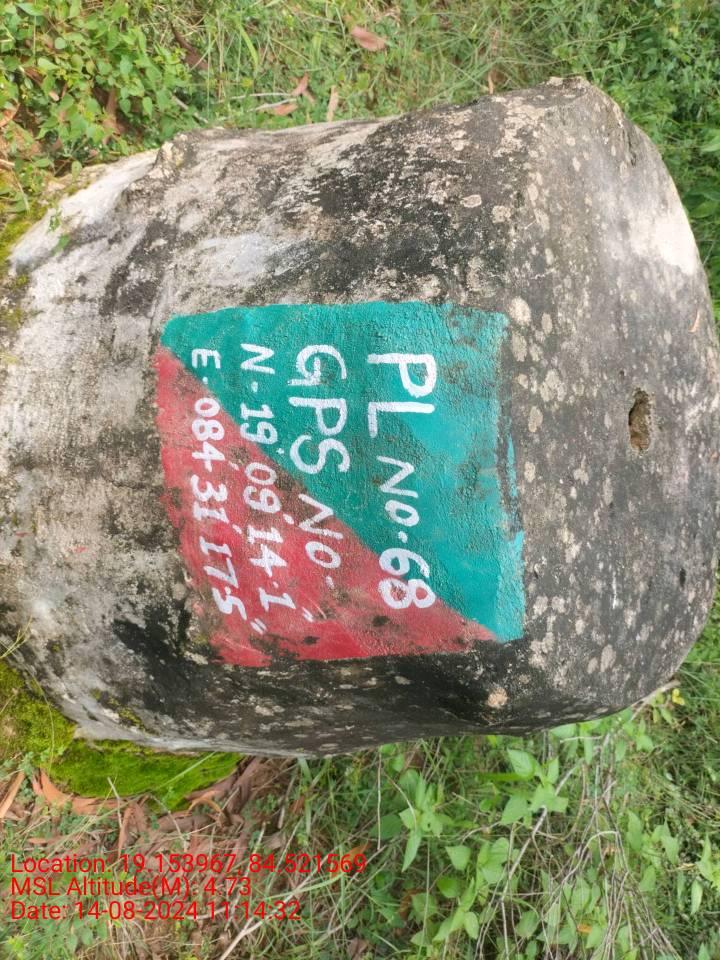 PL No. 68
GPS No.
N. 19° 09' 14.1"
E. 084° 31' 17.5"
Location: 19.153967, 84.521569
MSL Altitude(M): 4.73
Date: 14-08-2024 11:14:32